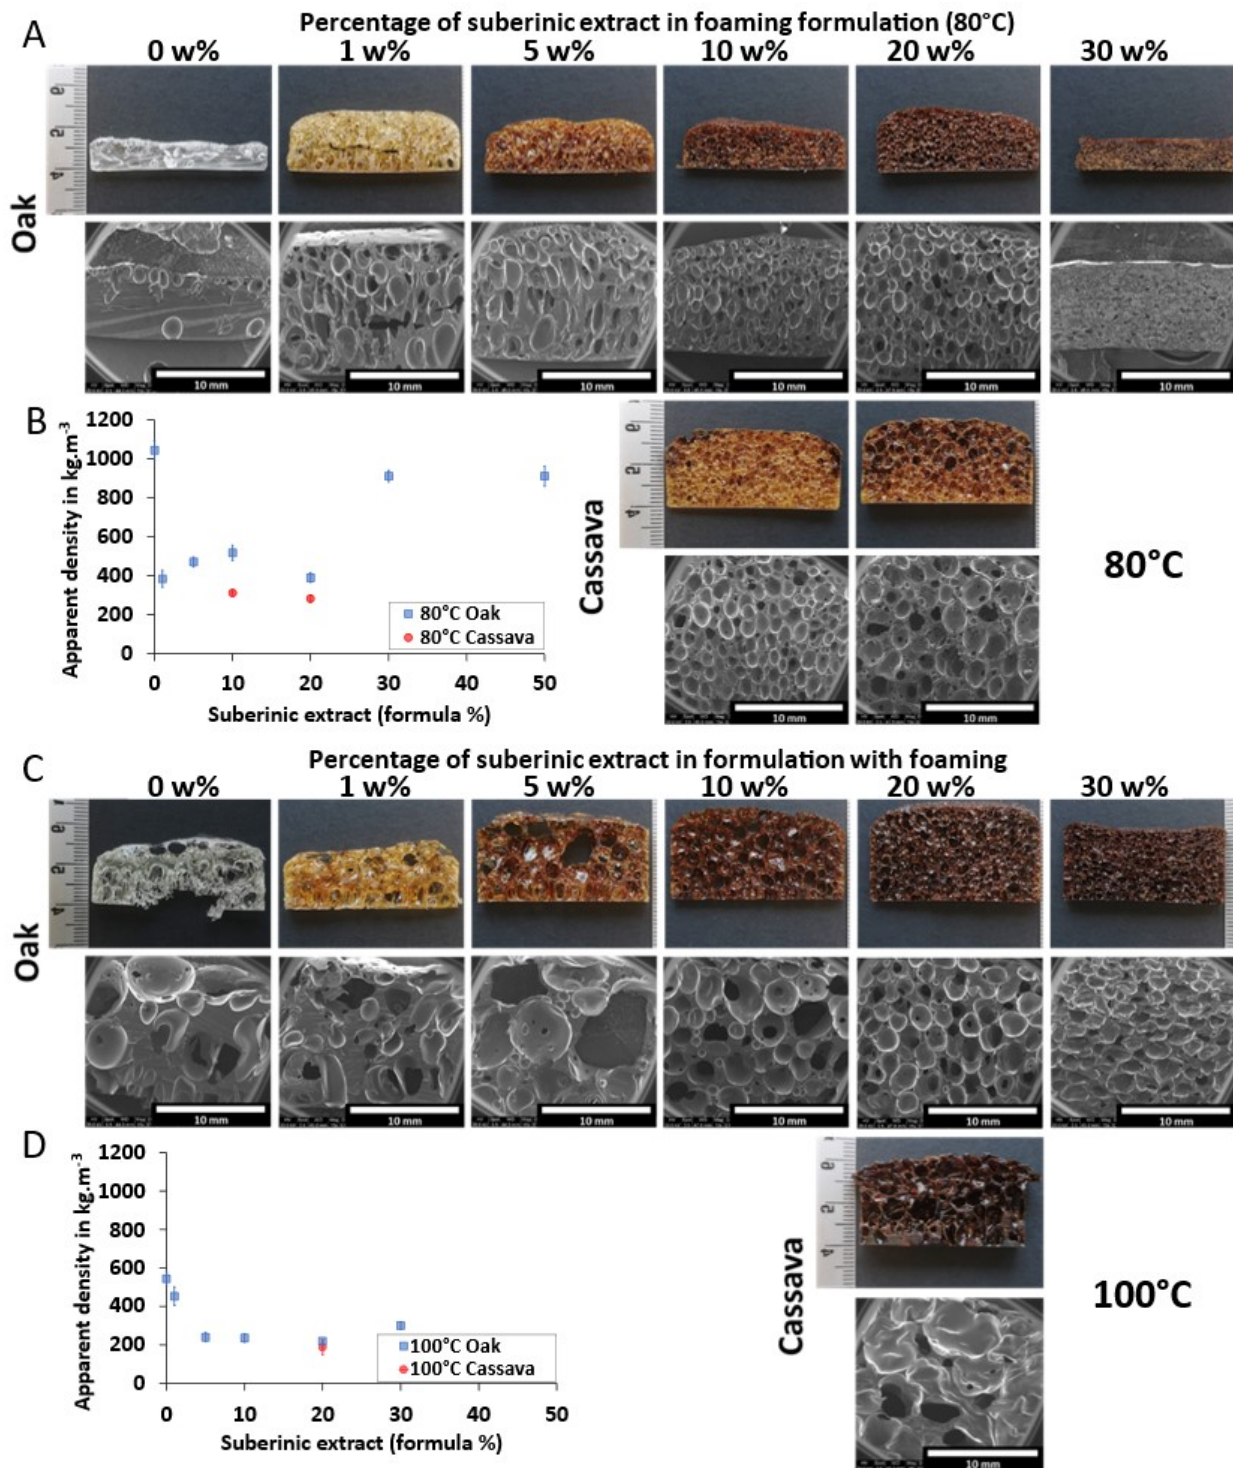 A
Percentage of suberinic extract in foaming formulation (80°C)
0 w% 1 w% 5 w% 10 w% 20 w% 30 w%
Oak
10 mm 10 mm 10 mm 10 mm 10 mm 10 mm
B
Apparent density in kg.m⁻³
1200
1000
800
600
400
200
0
0 10 20 30 40 50
Suberinic extract (formula %)
80°C Oak
80°C Cassava
Cassava
10 mm 10 mm
80°C
C
Percentage of suberinic extract in formulation with foaming
0 w% 1 w% 5 w% 10 w% 20 w% 30 w%
Oak
10 mm 10 mm 10 mm 10 mm 10 mm 10 mm
D
Apparent density in kg.m⁻³
1200
1000
800
600
400
200
0
0 10 20 30 40 50
Suberinic extract (formula %)
100°C Oak
100°C Cassava
Cassava
10 mm
100°C